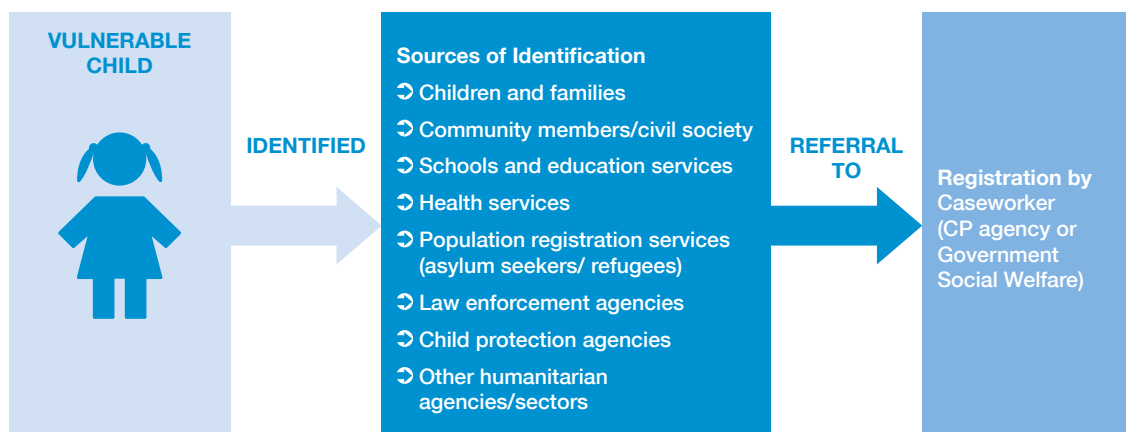 VULNERABLE
CHILD
IDENTIFIED
Sources of Identification
➲ Children and families
➲ Community members/civil society
➲ Schools and education services
➲ Health services
➲ Population registration services
(asylum seekers/ refugees)
➲ Law enforcement agencies
➲ Child protection agencies
➲ Other humanitarian
agencies/sectors
REFERRAL
TO
Registration by
Caseworker
(CP agency or
Government
Social Welfare)